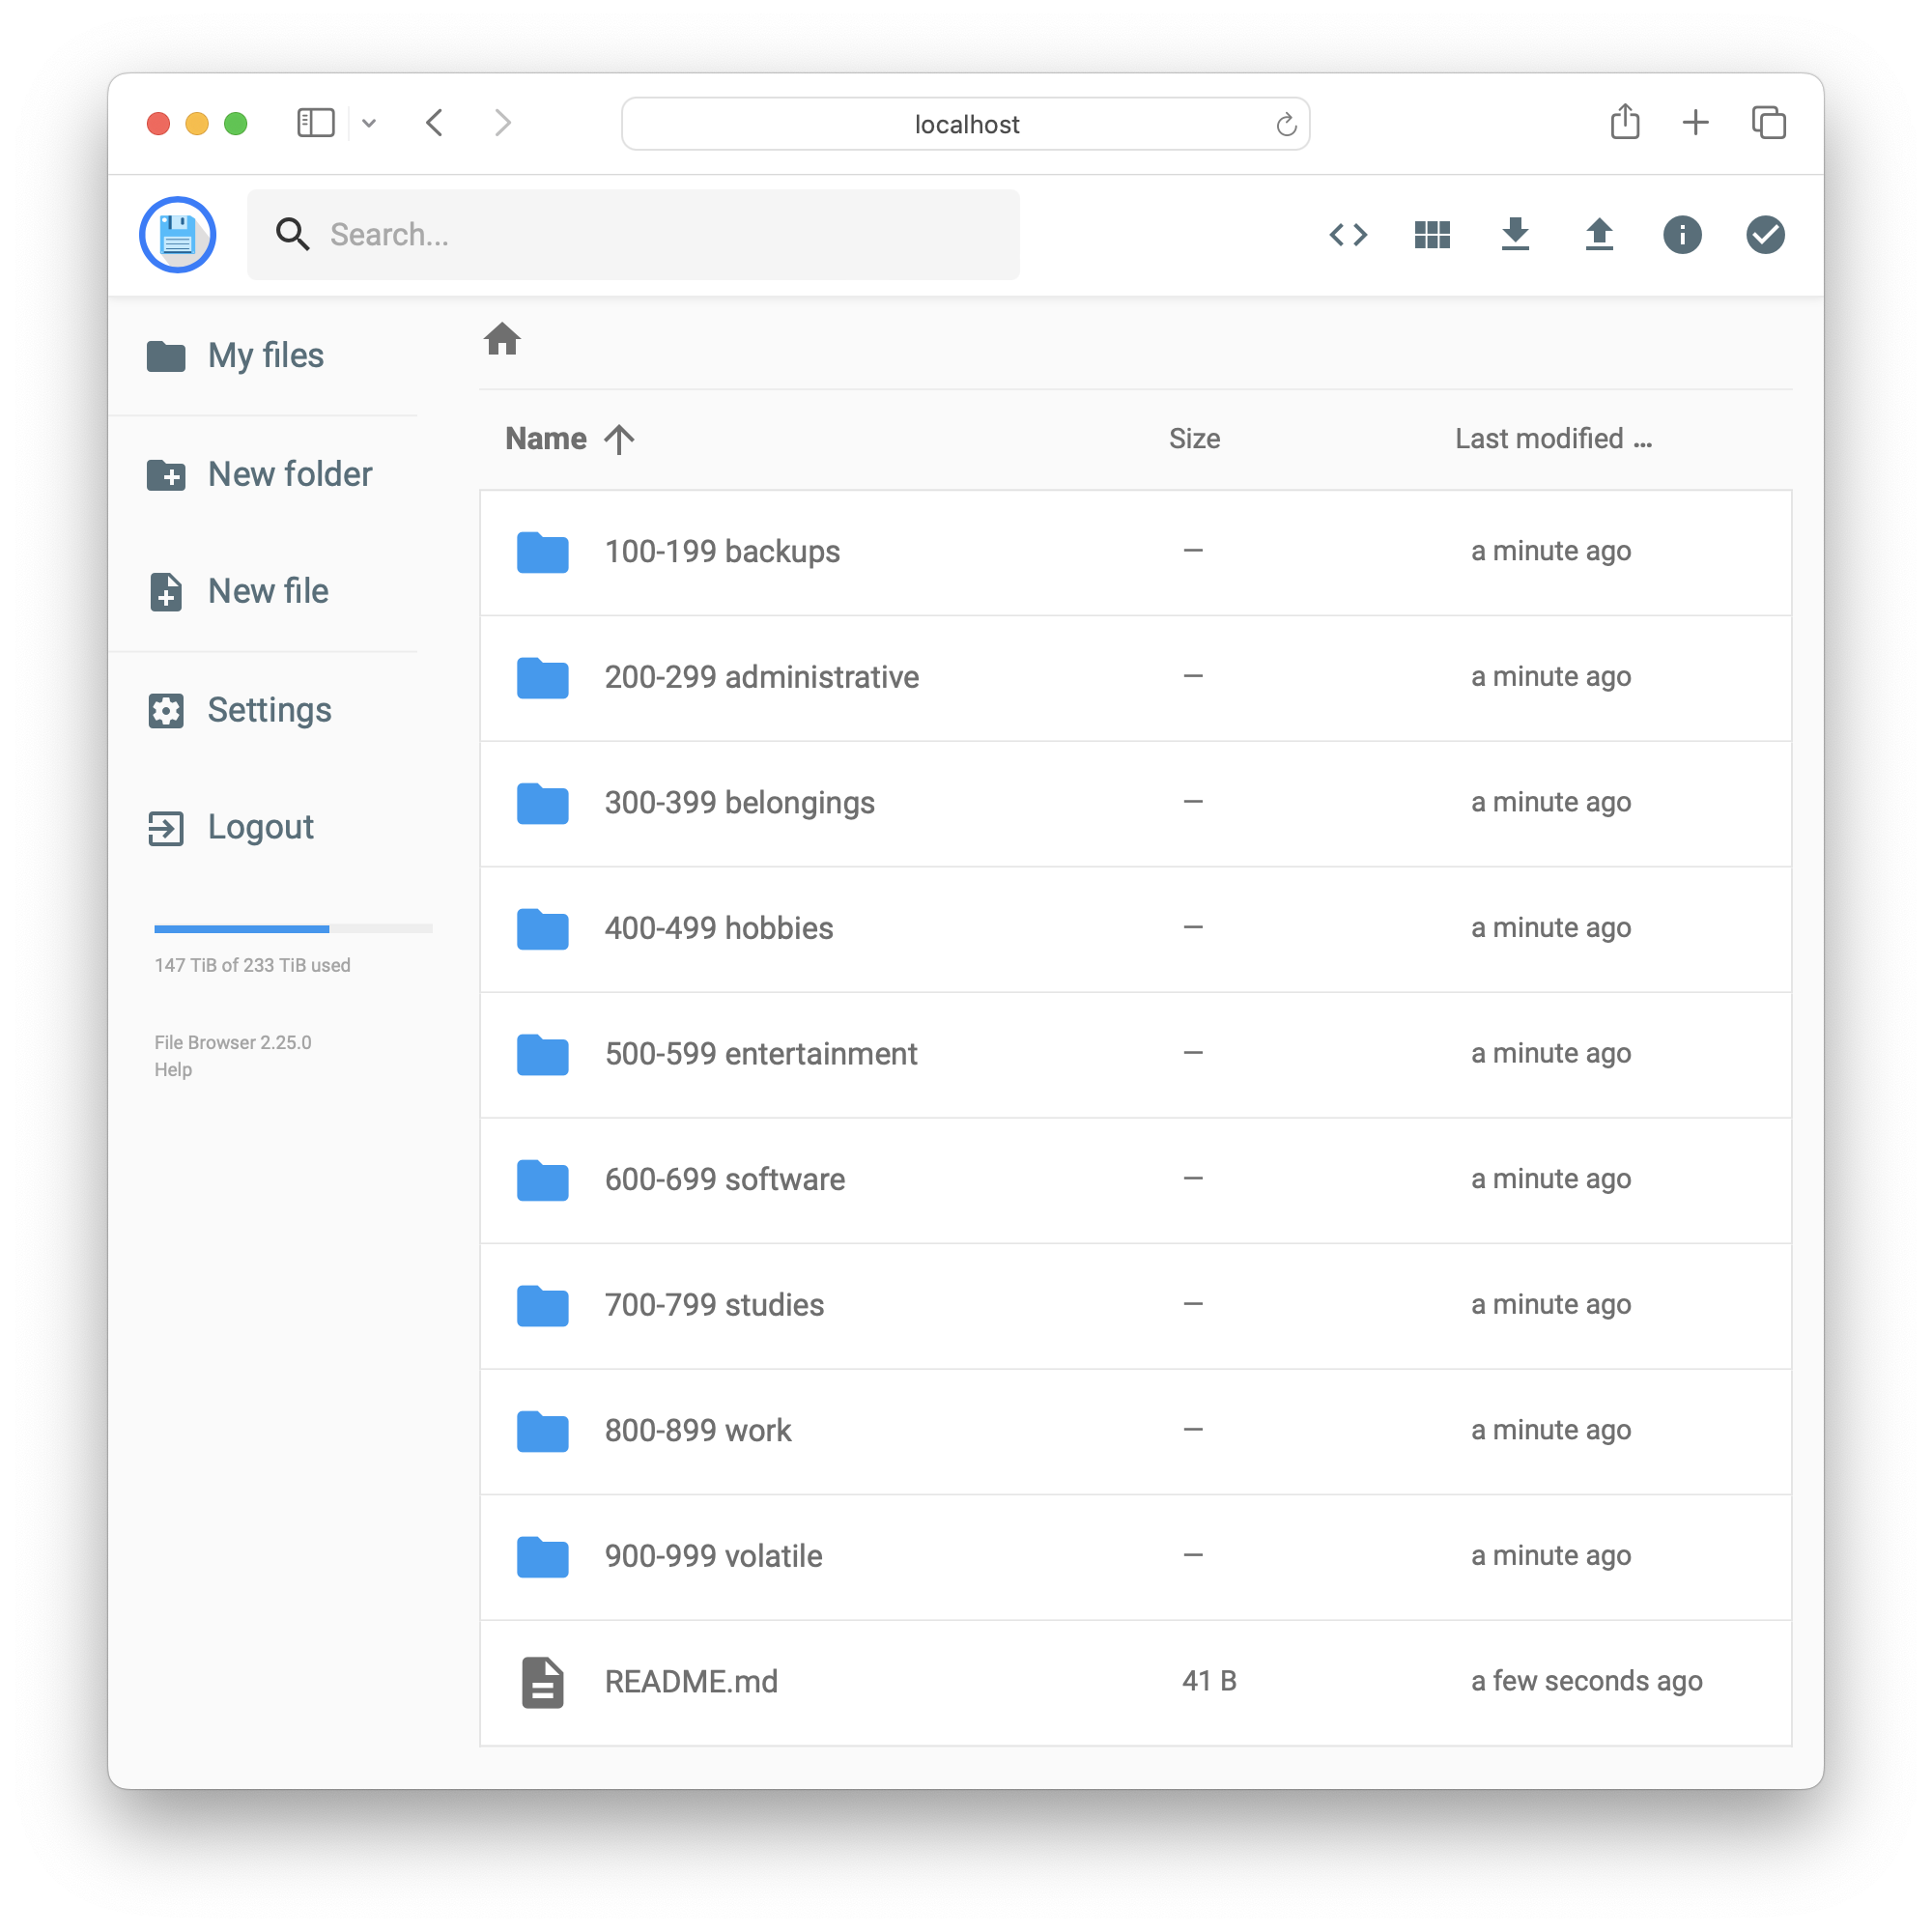 localhost
Search...
My files
New folder
New file
Settings
Logout
147 TiB of 233 TiB used
File Browser 2.25.0
Help
Name Size Last modified ...
100-199 backups — a minute ago
200-299 administrative — a minute ago
300-399 belongings — a minute ago
400-499 hobbies — a minute ago
500-599 entertainment — a minute ago
600-699 software — a minute ago
700-799 studies — a minute ago
800-899 work — a minute ago
900-999 volatile — a minute ago
README.md 41 B a few seconds ago